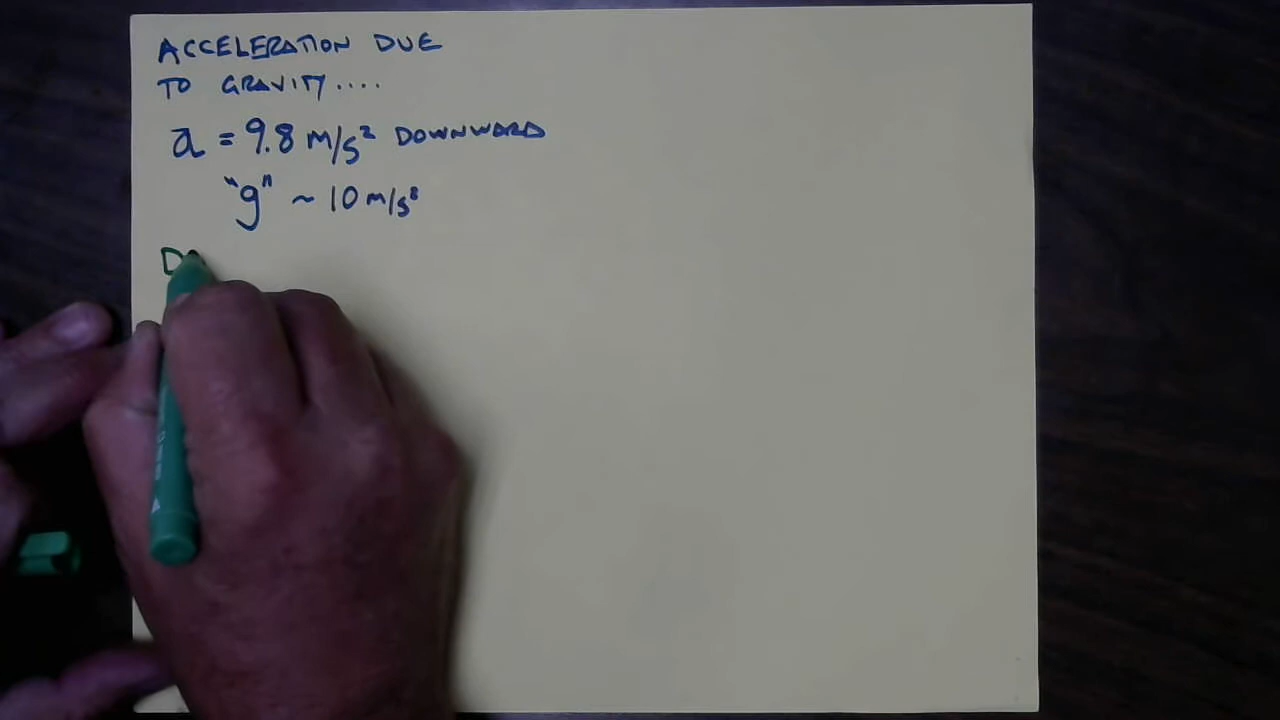 ACCELERATION DUE
TO GRAVITY....
a = 9.8 m/s² DOWNWARD
"g" ~ 10 m/s²
D